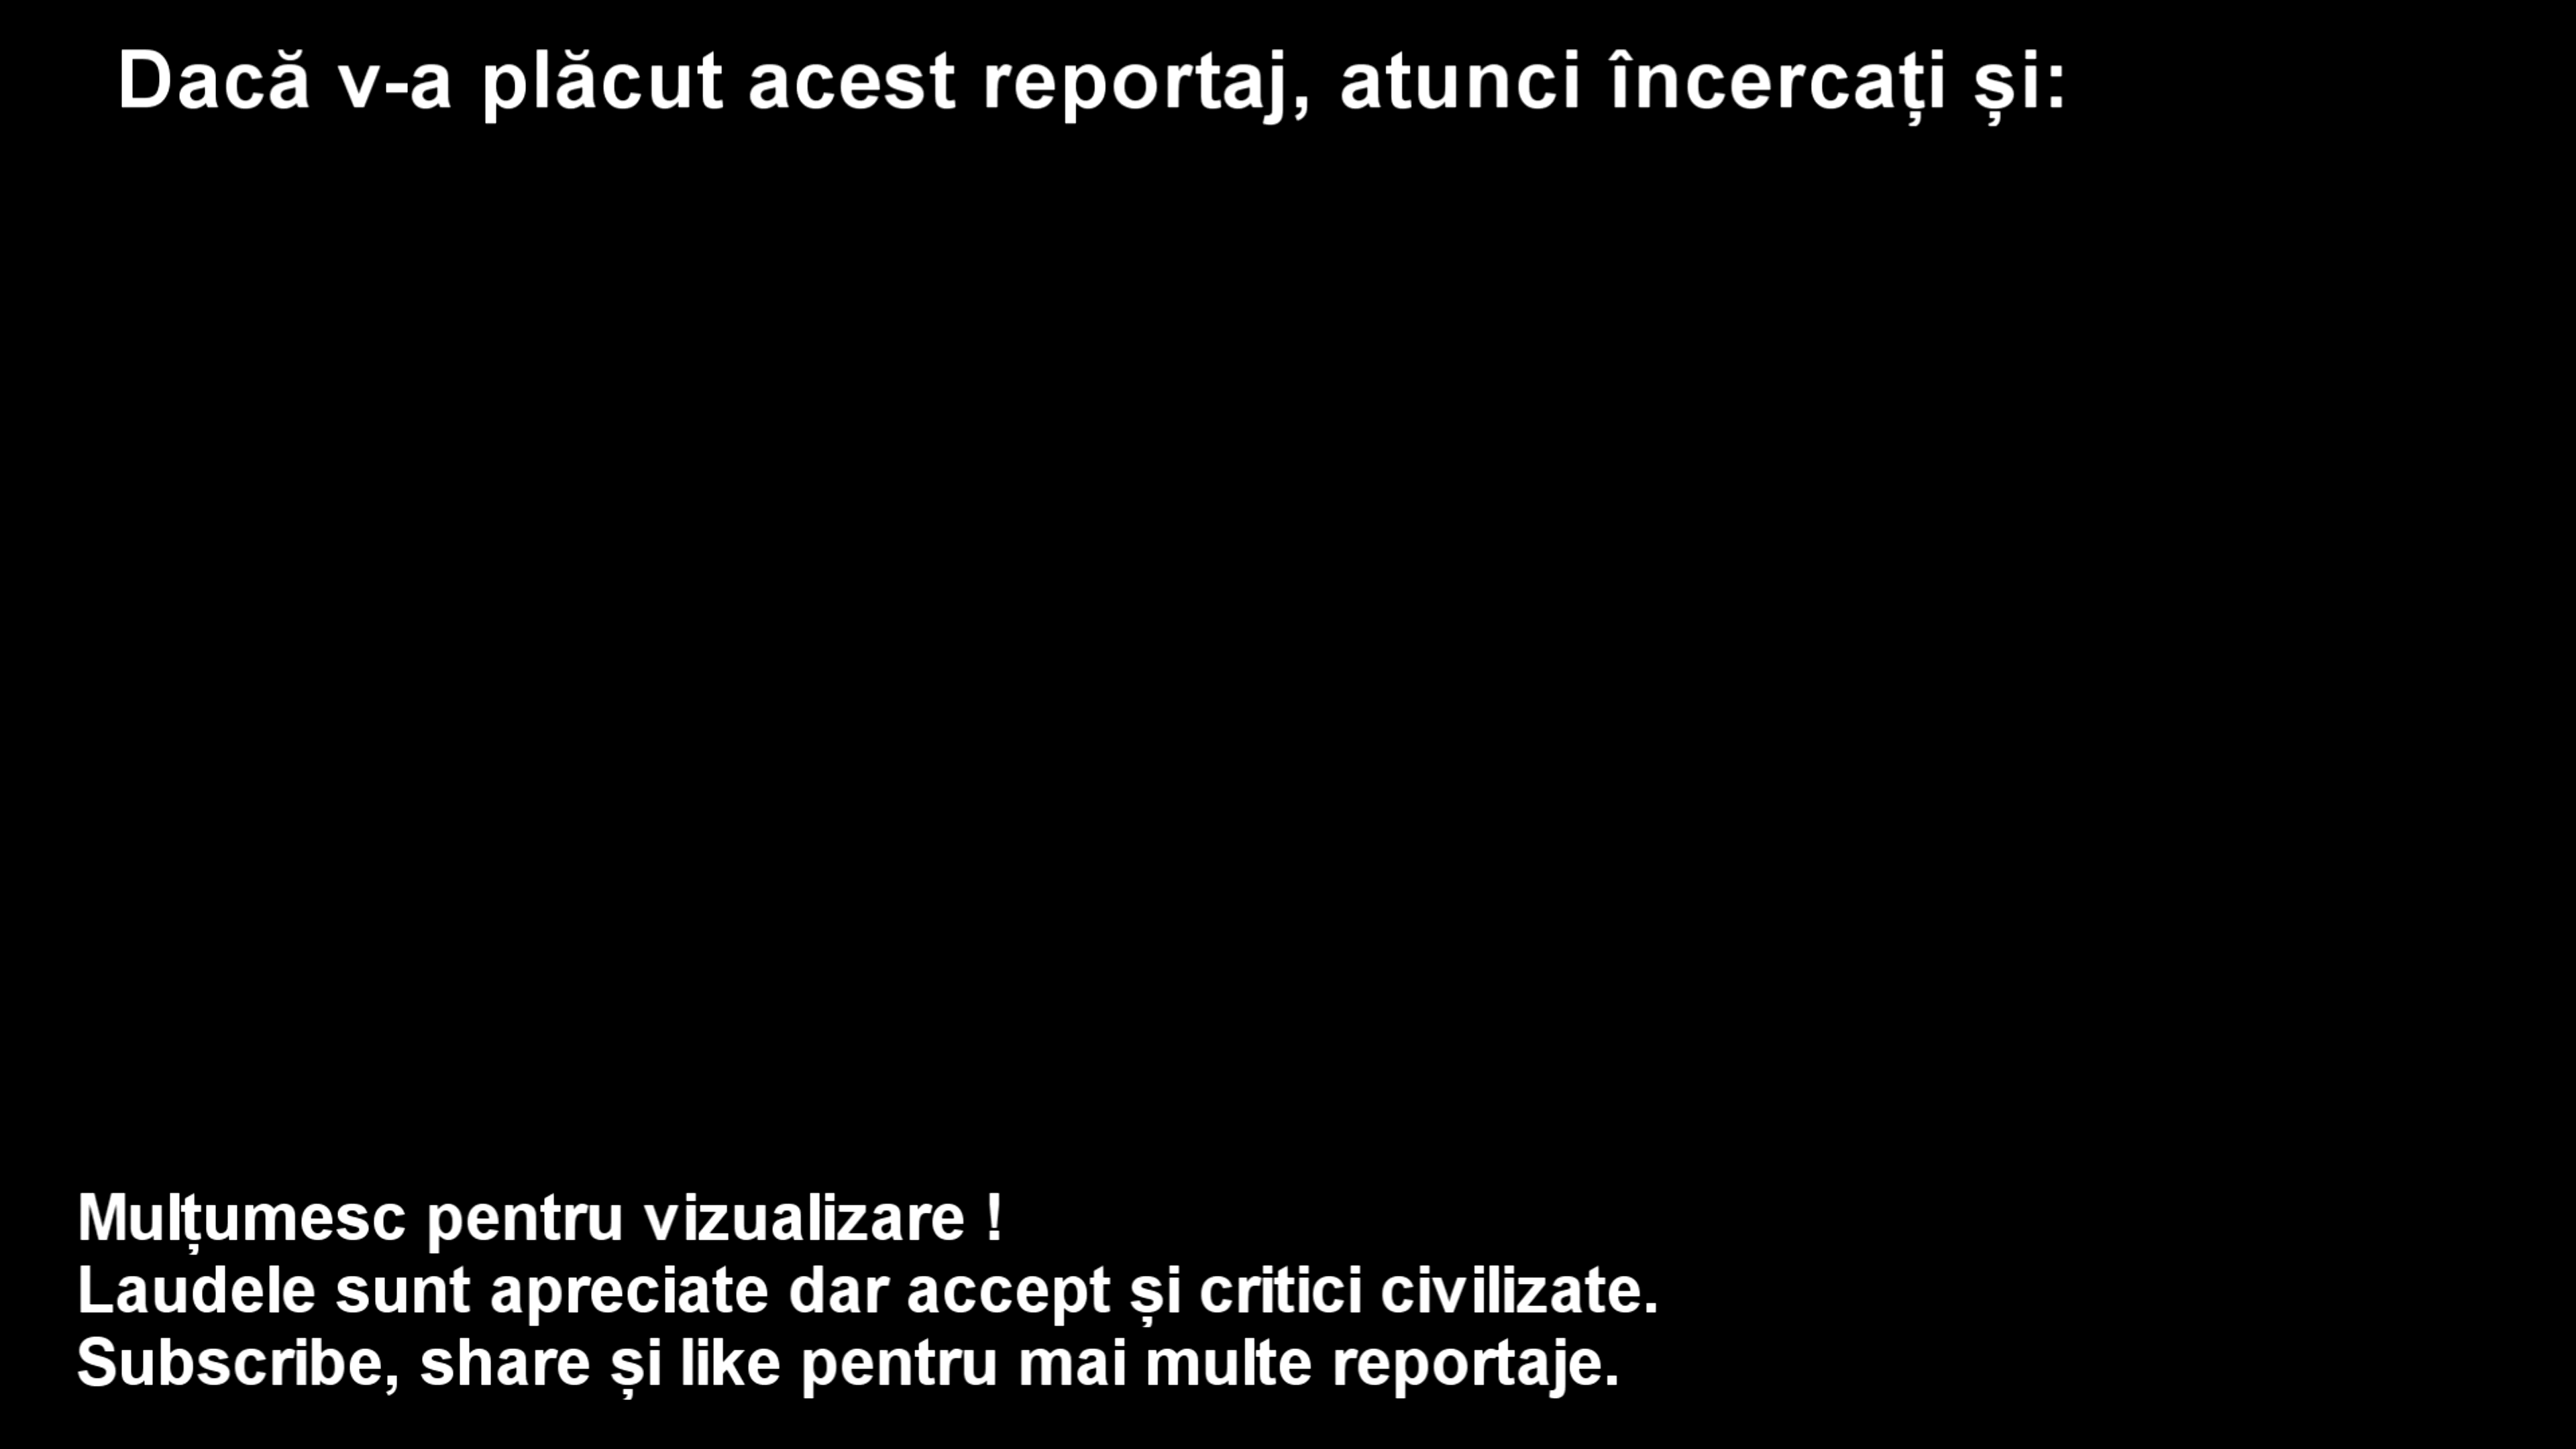 Dacă v-a plăcut acest reportaj, atunci încercați și:
Mulțumesc pentru vizualizare !
Laudele sunt apreciate dar accept și critici civilizate.
Subscribe, share și like pentru mai multe reportaje.